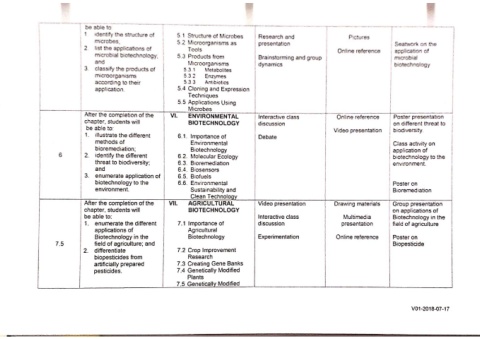 be able to:
1. identify the structure of
microbes;
2. list the applications of
microbial biotechnology;
and
3. classify the products of
microorganisms
according to their
application.
5.1 Structure of Microbes
5.2 Microorganisms as
Tools
5.3 Products from
Microorganisms
5.3.1 Metabolites
5.3.2 Enzymes
5.3.3 Antibiotics
5.4 Cloning and Expression
Techniques
5.5 Applications Using
Microbes
Research and
presentation
Brainstorming and group
dynamics
Pictures
Online reference
Seatwork on the
application of
microbial
biotechnology
6
After the completion of the
chapter, students will
be able to:
1. illustrate the different
methods of
bioremediation;
2. identify the different
threat to biodiversity;
and
3. enumerate application of
biotechnology to the
environment.
VI. ENVIRONMENTAL
BIOTECHNOLOGY
6.1. Importance of
Environmental
Biotechnology
6.2. Molecular Ecology
6.3. Bioremediation
6.4. Biosensors
6.5. Biofuels
6.6. Environmental
Sustainability and
Clean Technology
Interactive class
discussion
Debate
Online reference
Video presentation
Poster presentation
on different threat to
biodiversity
Class activity on
application of
biotechnology to the
environment.
Poster on
Bioremediation
7.5
After the completion of the
chapter, students will
be able to:
1. enumerate the different
applications of
Biotechnology in the
field of agriculture; and
2. differentiate
biopesticides from
artificially prepared
pesticides.
VII. AGRICULTURAL
BIOTECHNOLOGY
7.1 Importance of
Agricultural
Biotechnology
7.2 Crop Improvement
Research
7.3 Creating Gene Banks
7.4 Genetically Modified
Plants
7.5 Genetically Modified
Video presentation
Interactive class
discussion
Experimentation
Drawing materials
Multimedia
presentation
Online reference
Group presentation
on applications of
Biotechnology in the
field of agriculture
Poster on
Biopesticide
V01-2018-07-17